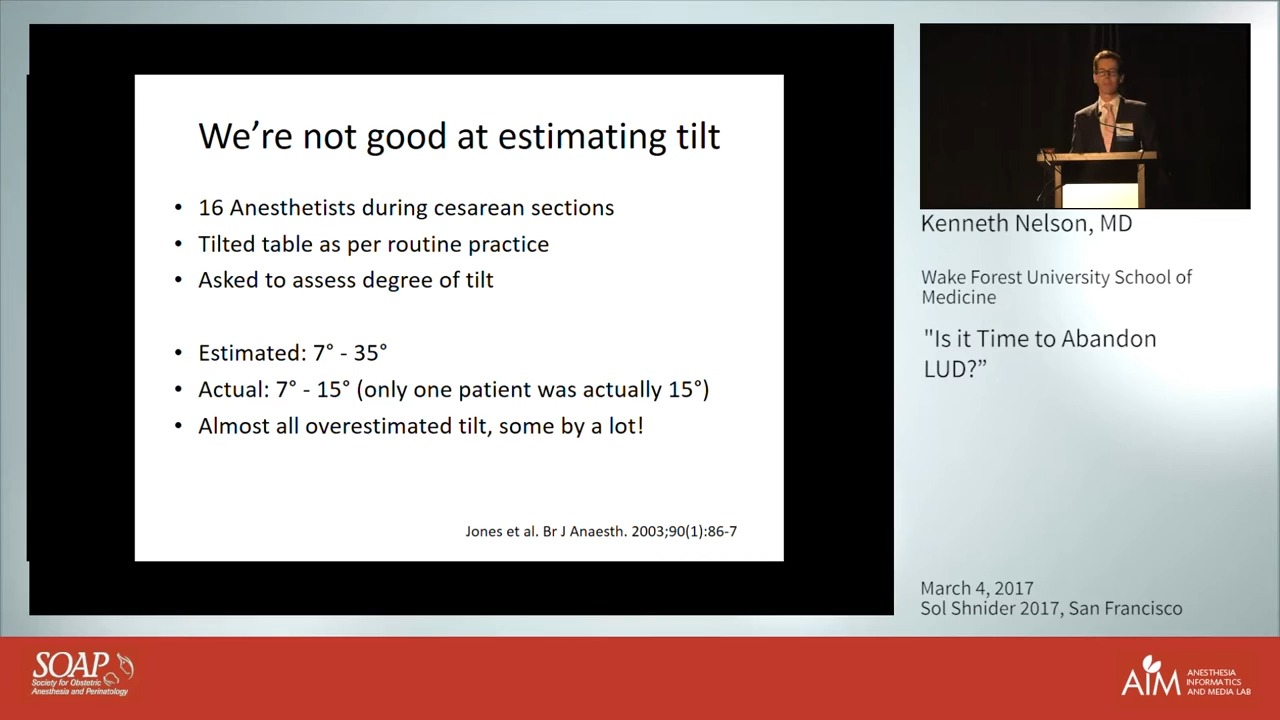 We're not good at estimating tilt
• 16 Anesthetists during cesarean sections
• Tilted table as per routine practice
• Asked to assess degree of tilt
• Estimated: 7° - 35°
• Actual: 7° - 15° (only one patient was actually 15°)
• Almost all overestimated tilt, some by a lot!
Jones et al. Br J Anaesth. 2003;90(1):86-7
Kenneth Nelson, MD
Wake Forest University School of
Medicine
"Is it Time to Abandon
LUD?”
March 4, 2017
Sol Shnider 2017, San Francisco
SOAP
Society for Obstetric
Anesthesia and Perinatology
AIM
ANESTHESIA
INFORMATICS
AND MEDIA LAB